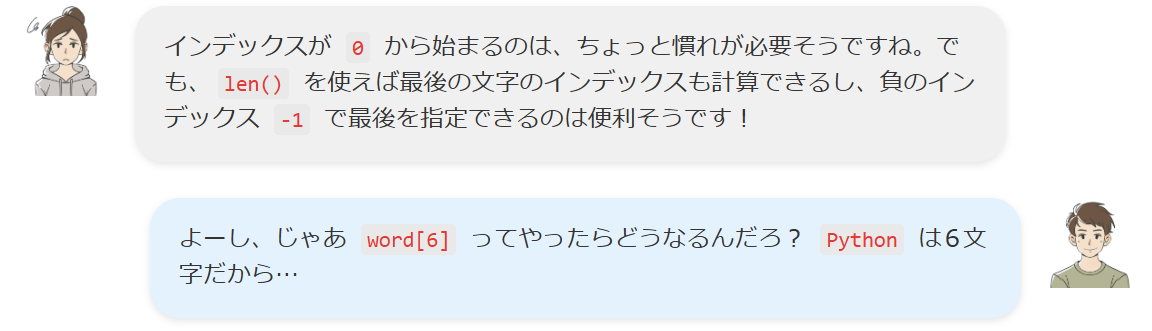 インデックスが 0 から始まるのは、ちょっと慣れが必要そうですね。で
も、 len() を使えば最後の文字のインデックスも計算できるし、負のイン
デックス -1 で最後を指定できるのは便利そうです！
よーし、じゃあ word[6] ってやったらどうなるんだろ？ Python は６文
字だから…